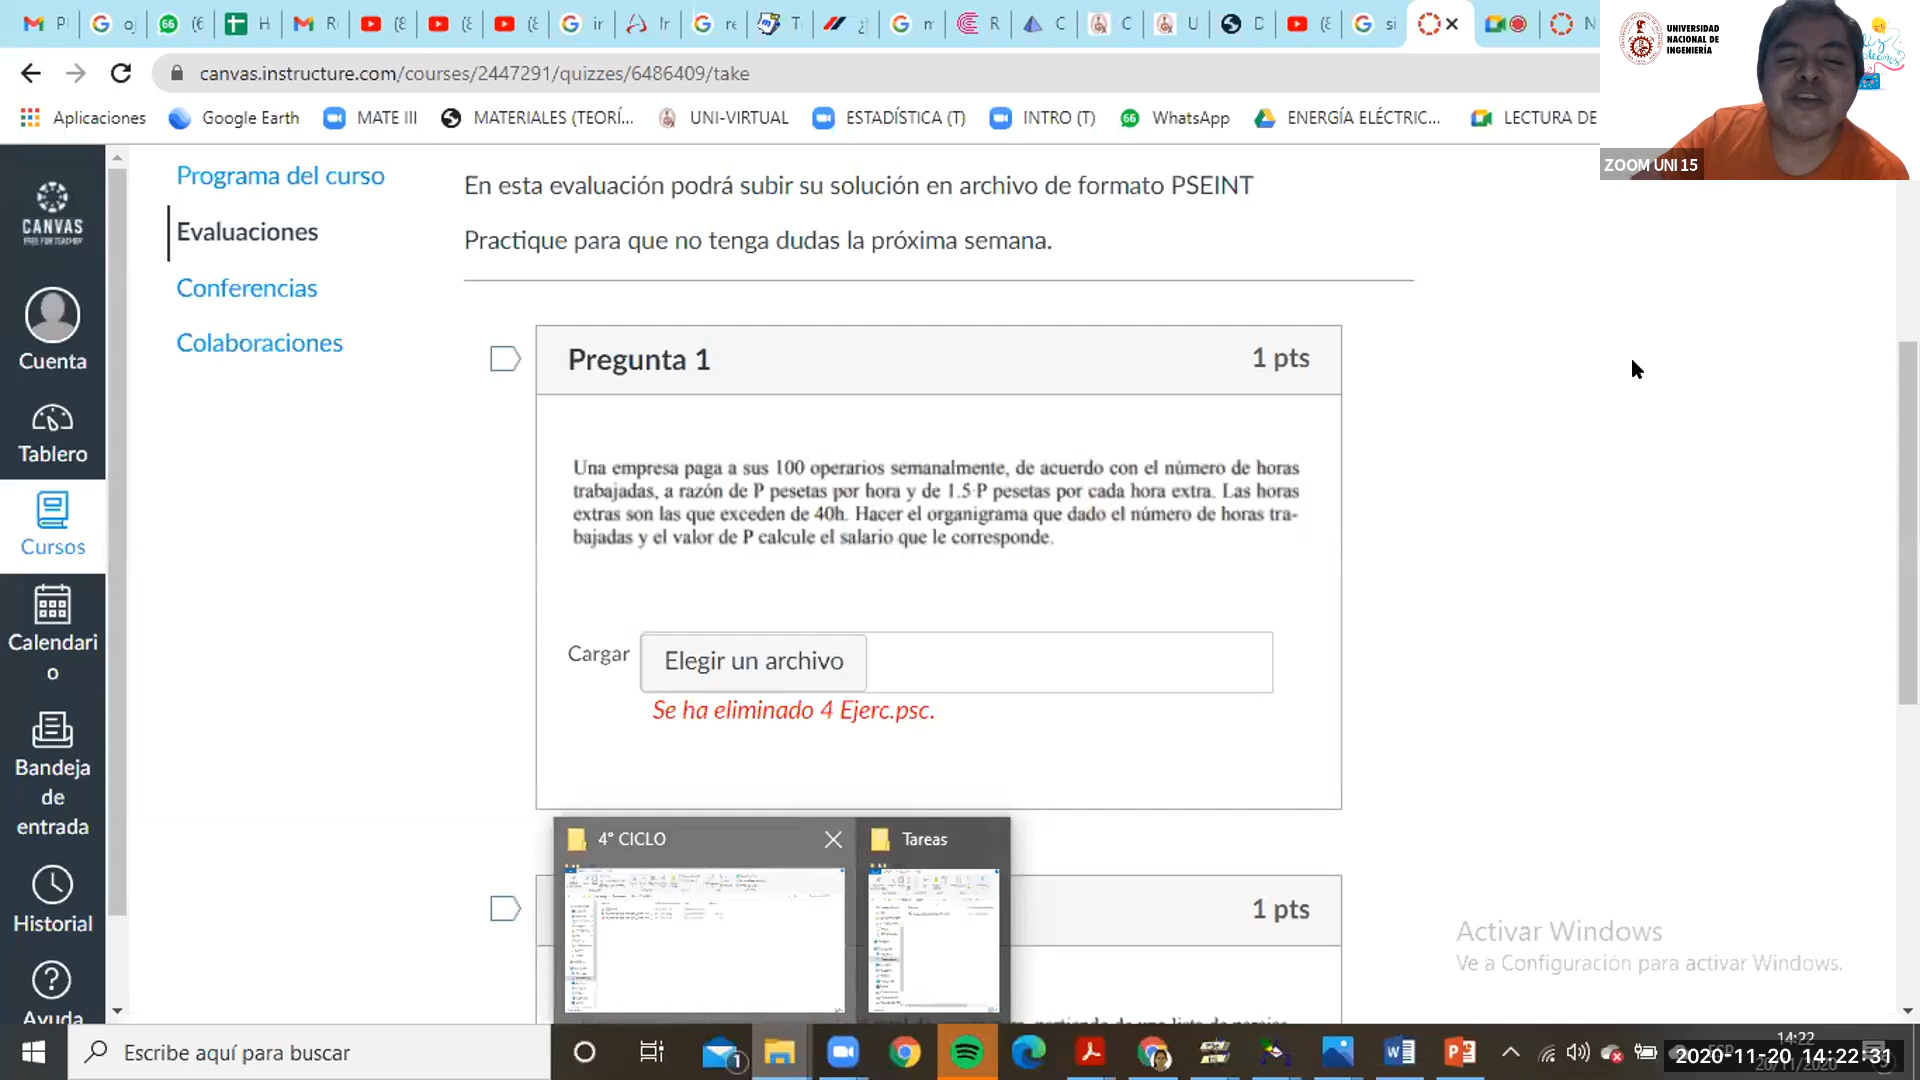 canvas.instructure.com/courses/2447291/quizzes/6486409/take
Aplicaciones
Google Earth
MATE III
MATERIALES (TEORÍ...
UNI-VIRTUAL
ESTADÍSTICA (T)
INTRO (T)
WhatsApp
ENERGÍA ELÉCTRIC...
LECTURA DE
UNIVERSIDAD
NACIONAL DE
INGENIERÍA
ZOOM UNI 15
CANVAS
Cuenta
Tablero
Cursos
Calendari
o
Bandeja
de
entrada
Historial
Ayuda
Programa del curso
Evaluaciones
Conferencias
Colaboraciones
En esta evaluación podrá subir su solución en archivo de formato PSEINT
Practique para que no tenga dudas la próxima semana.
Pregunta 1
1 pts
Una empresa paga a sus 100 operarios semanalmente, de acuerdo con el número de horas
trabajadas, a razón de P pesetas por hora y de 1.5·P pesetas por cada hora extra. Las horas
extras son las que exceden de 40h. Hacer el organigrama que dado el número de horas tra-
bajadas y el valor de P calcule el salario que le corresponde.
Cargar
Elegir un archivo
Se ha eliminado 4 Ejerc.psc.
4° CICLO
Tareas
1 pts
Activar Windows
Ve a Configuración para activar Windows.
Escribe aquí para buscar
14:22
2020-11-20 14:22:31